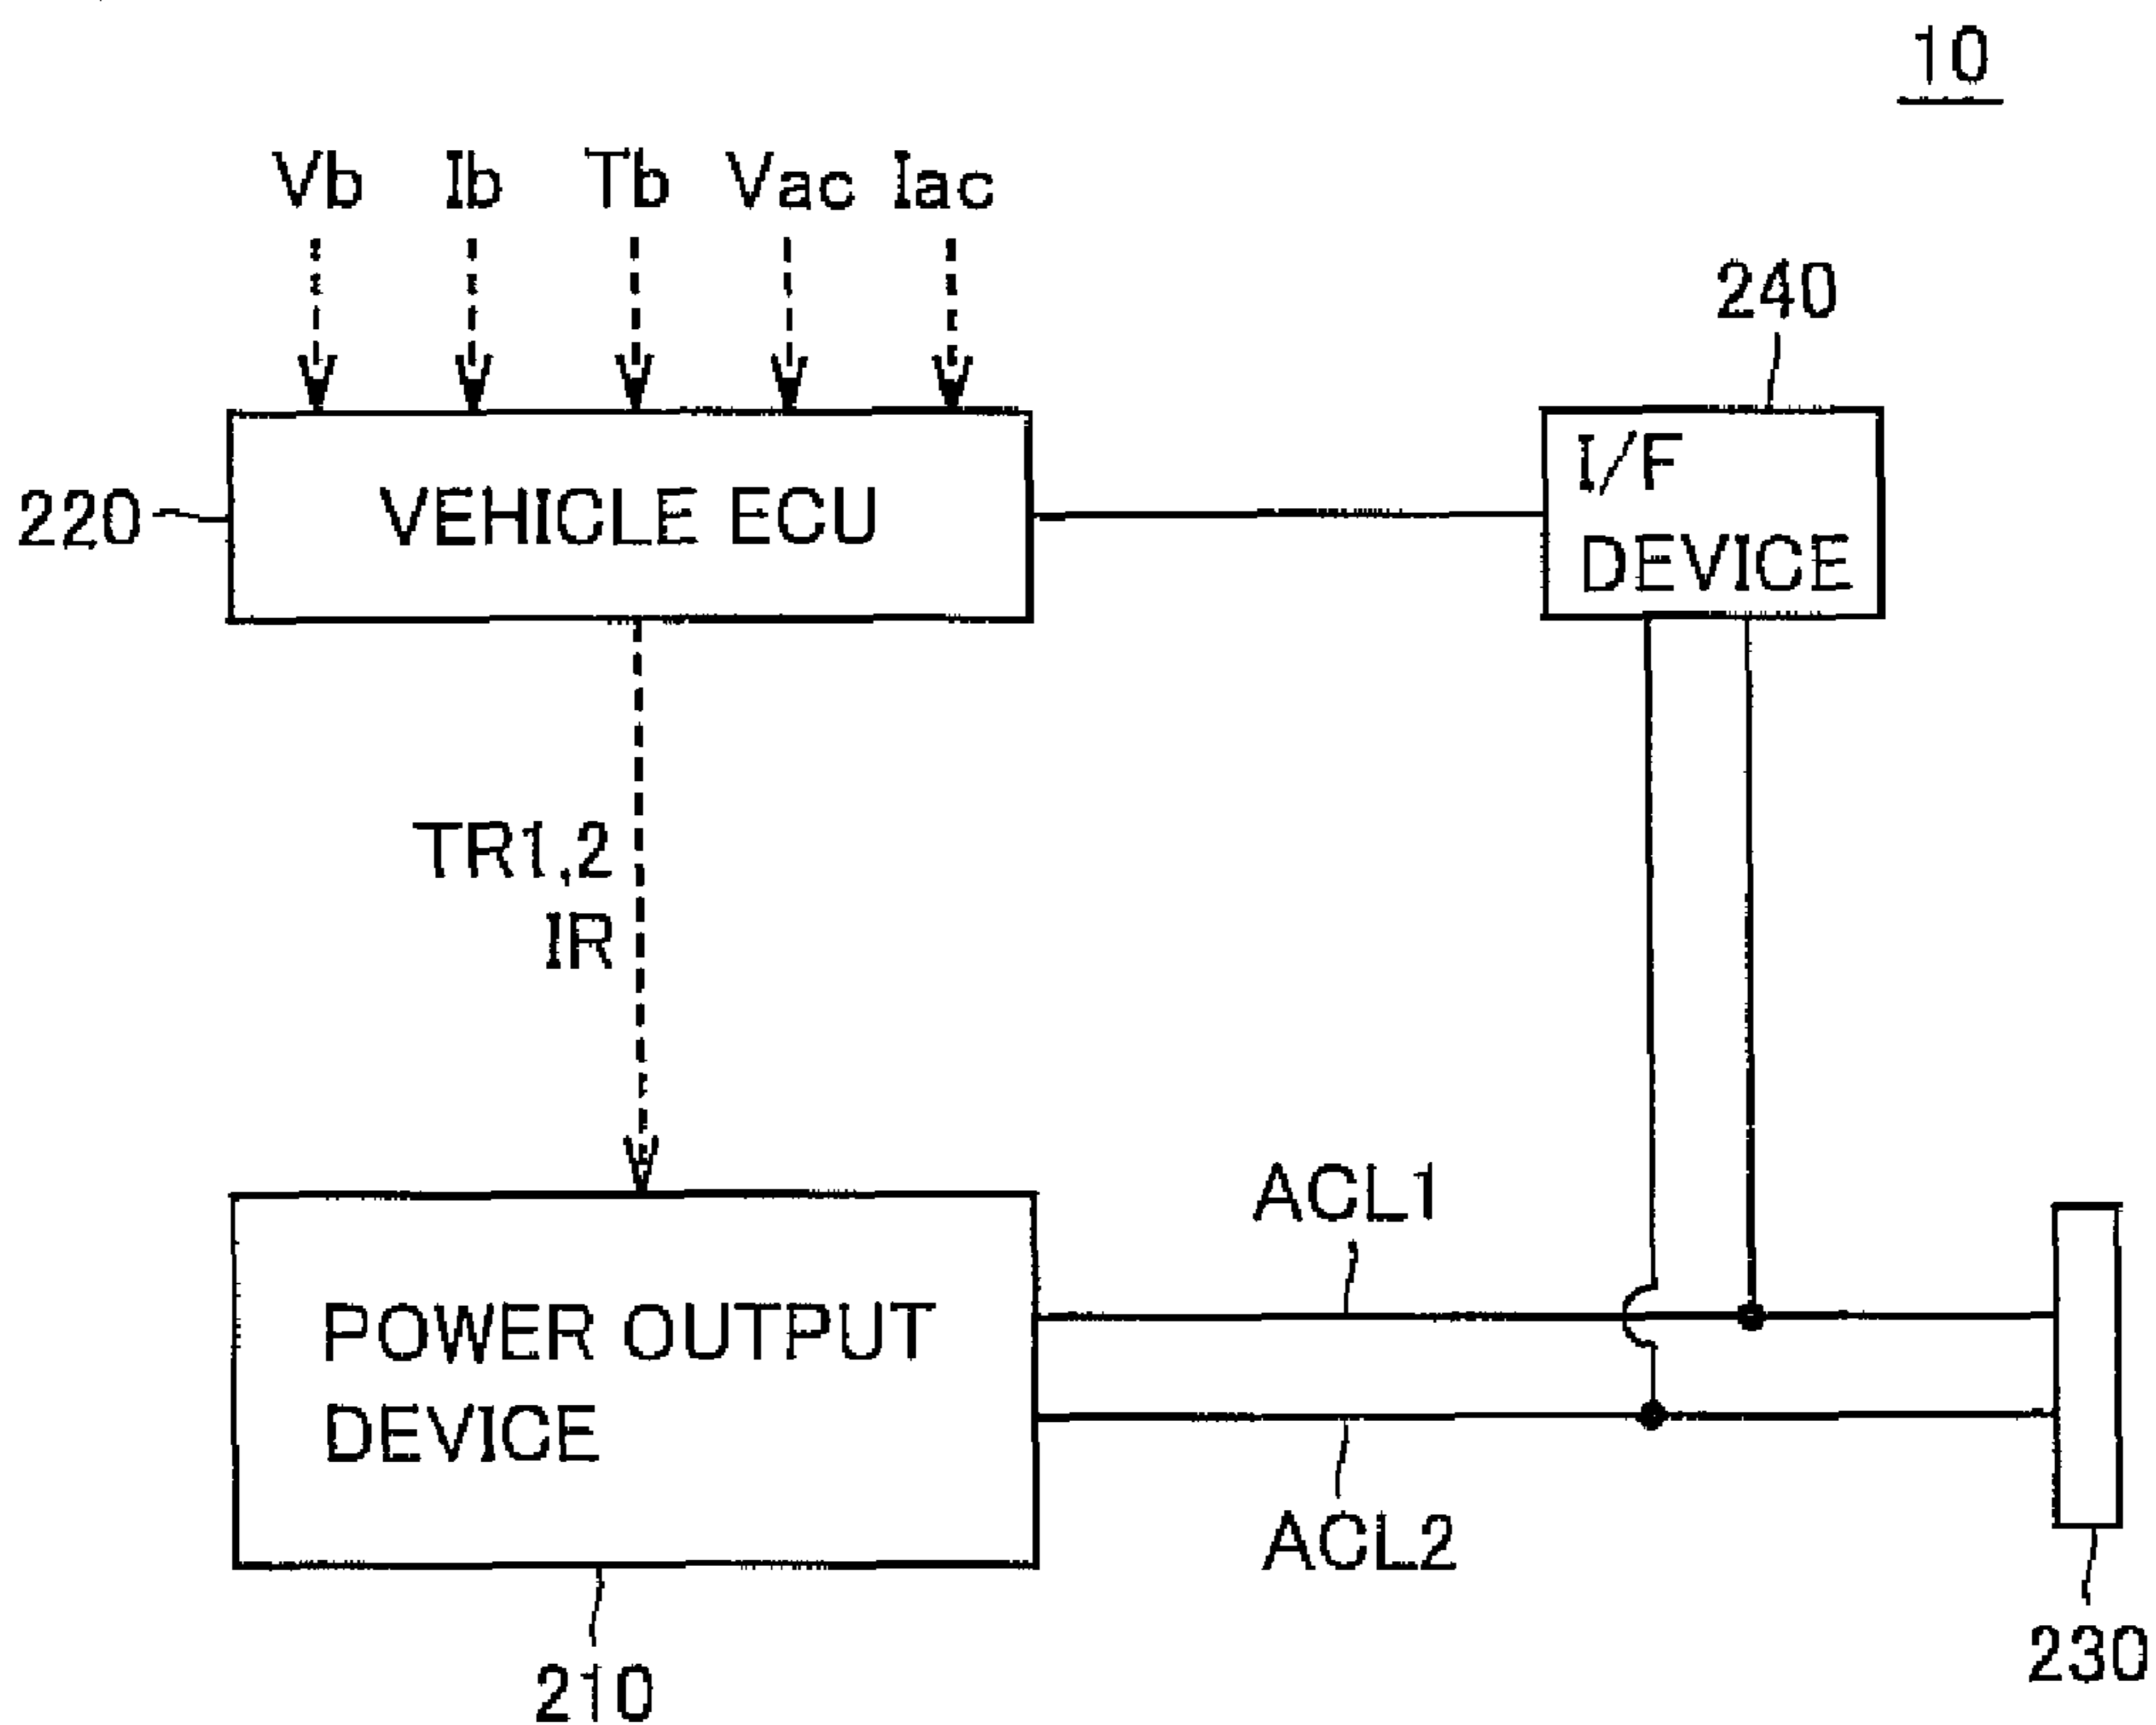 10
Vb Ib Tb Vac Iac
240
220
VEHICLE ECU
I/F
DEVICE
TR1,2
IR
ACL1
POWER OUTPUT
DEVICE
ACL2
210
230